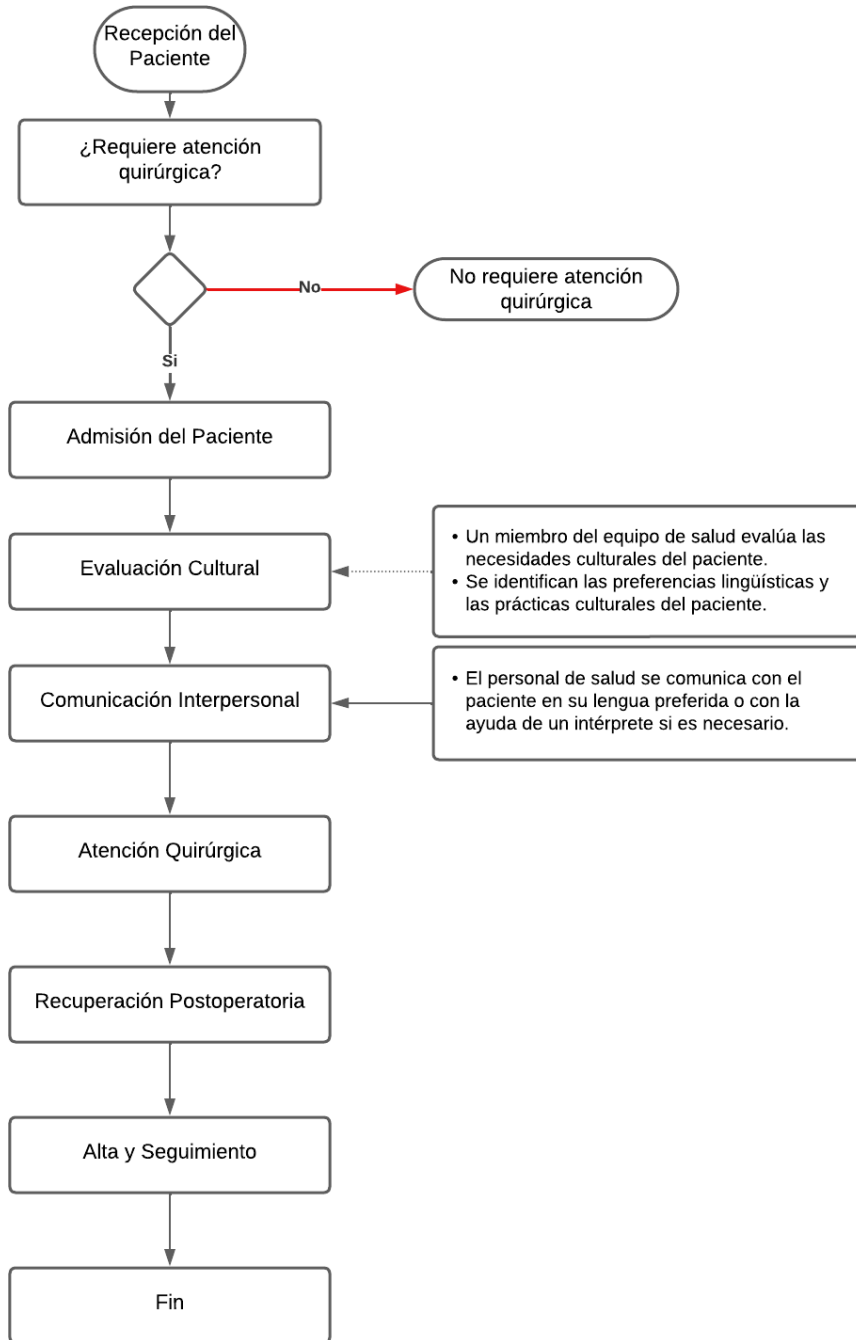 Recepción del
Paciente
¿Requiere atención
quirúrgica?
No
No requiere atención
quirúrgica
Si
Admisión del Paciente
Evaluación Cultural
• Un miembro del equipo de salud evalúa las
necesidades culturales del paciente.
• Se identifican las preferencias lingüísticas y
las prácticas culturales del paciente.
Comunicación Interpersonal
• El personal de salud se comunica con el
paciente en su lengua preferida o con la
ayuda de un intérprete si es necesario.
Atención Quirúrgica
Recuperación Postoperatoria
Alta y Seguimiento
Fin